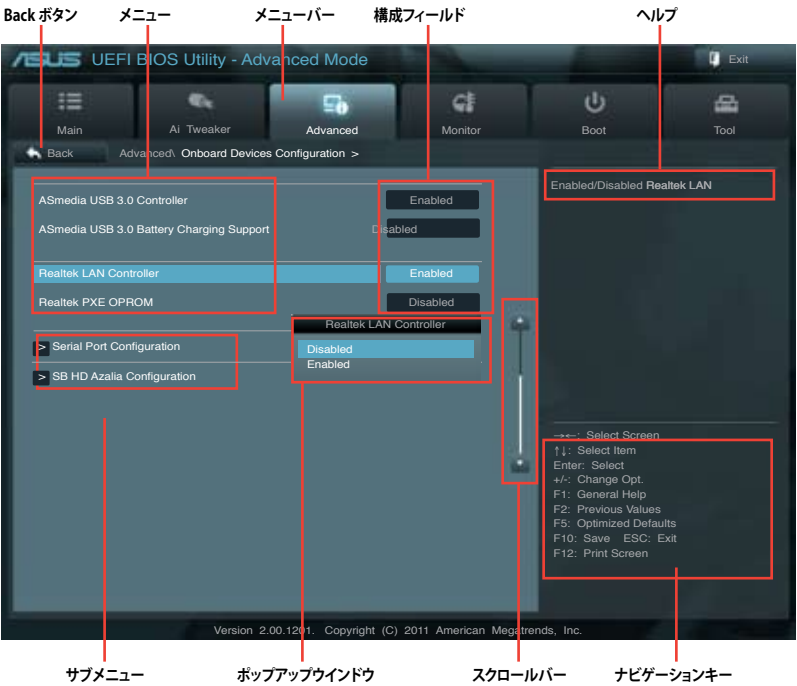 Back ボタン
メニュー
メニューバー
構成フィールド
ヘルプ
ASUS UEFI BIOS Utility - Advanced Mode
Exit
Main
Ai Tweaker
Advanced
Monitor
Boot
Tool
Back
Advanced\ Onboard Devices Configuration >
Enabled/Disabled Realtek LAN
ASmedia USB 3.0 Controller
Enabled
ASmedia USB 3.0 Battery Charging Support
Disabled
Realtek LAN Controller
Enabled
Realtek PXE OPROM
Disabled
Realtek LAN Controller
Disabled
Enabled
> Serial Port Configuration
> SB HD Azalia Configuration
→←: Select Screen
↑↓: Select Item
Enter: Select
+/-: Change Opt.
F1: General Help
F2: Previous Values
F5: Optimized Defaults
F10: Save ESC: Exit
F12: Print Screen
Version 2.00.1201. Copyright (C) 2011 American Megatrends, Inc.
サブメニュー
ポップアップウインドウ
スクロールバー
ナビゲーションキー